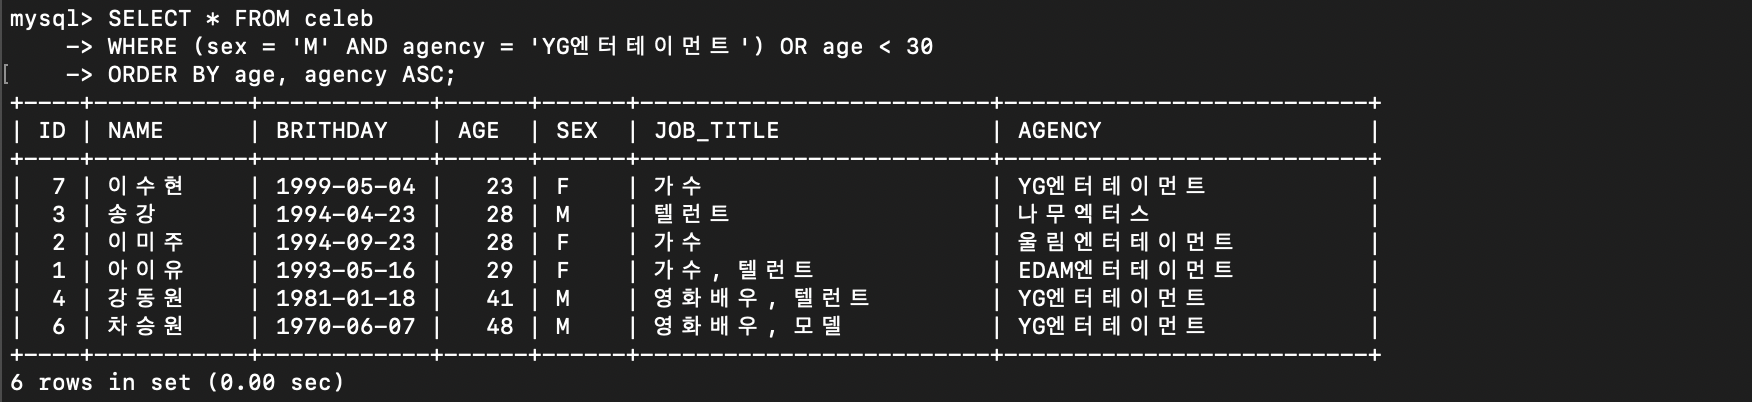 mysql> SELECT * FROM celeb
    -> WHERE (sex = 'M' AND agency = 'YG엔터테이먼트') OR age < 30
[    -> ORDER BY age, agency ASC;
+----+-----------+------------+------+------+-------------------------+--------------------------+
| ID | NAME      | BRITHDAY   | AGE  | SEX  | JOB_TITLE               | AGENCY                   |
+----+-----------+------------+------+------+-------------------------+--------------------------+
|  7 | 이수현    | 1999-05-04 |   23 | F    | 가수                    | YG엔터테이먼트           |
|  3 | 송강      | 1994-04-23 |   28 | M    | 텔런트                  | 나무엑터스               |
|  2 | 이미주    | 1994-09-23 |   28 | F    | 가수                    | 울림엔터테이먼트         |
|  1 | 아이유    | 1993-05-16 |   29 | F    | 가수, 텔런트            | EDAM엔터테이먼트         |
|  4 | 강동원    | 1981-01-18 |   41 | M    | 영화배우, 텔런트        | YG엔터테이먼트           |
|  6 | 차승원    | 1970-06-07 |   48 | M    | 영화배우, 모델          | YG엔터테이먼트           |
+----+-----------+------------+------+------+-------------------------+--------------------------+
6 rows in set (0.00 sec)